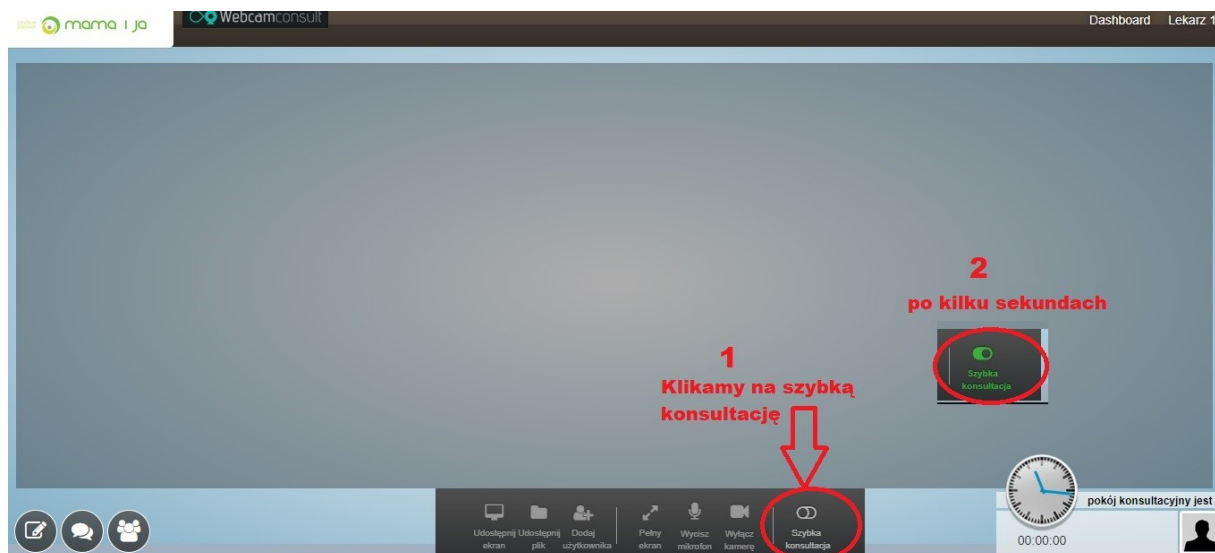 mama i ja
Webcamconsult
Dashboard Lekarz 1
2
po kilku sekundach
Szybka
konsultacja
1
Klikamy na szybką
konsultację
Udostępnij ekran
Udostępnij plik
Dodaj użytkownika
Pełny ekran
Wycisz mikrofon
Wyłącz kamerę
Szybka konsultacja
pokój konsultacyjny jest
00:00:00